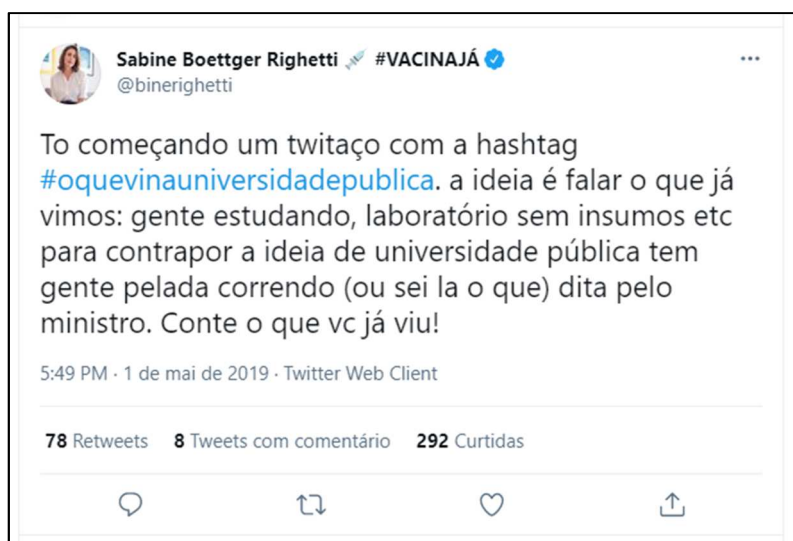 Sabine Boettger Righetti 💉 #VACINAJÁ
@binerighetti
To começando um twitaço com a hashtag
#oquevinauniversidadepublica. a ideia é falar o que já
vimos: gente estudando, laboratório sem insumos etc
para contrapor a ideia de universidade pública tem
gente pelada correndo (ou sei la o que) dita pelo
ministro. Conte o que vc já viu!
5:49 PM · 1 de mai de 2019 · Twitter Web Client
78 Retweets 8 Tweets com comentário 292 Curtidas